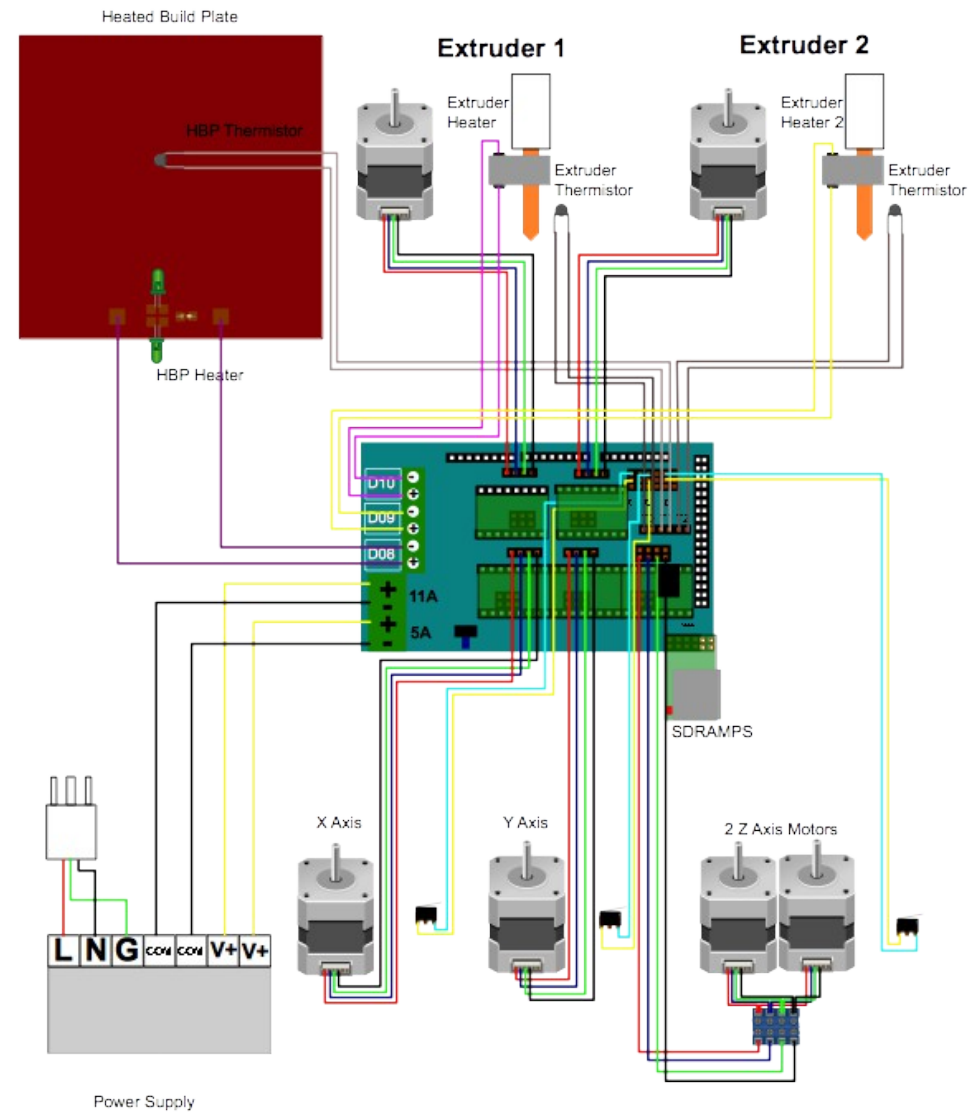 Heated Build Plate
Extruder 1
Extruder 2
Extruder
Heater
Extruder
Heater 2
HBP Thermistor
Extruder
Thermistor
Extruder
Thermistor
HBP Heater
D10
-
+
D09
-
+
D08
-
+
+
11A
-
+
5A
-
SDRAMPS
X Axis
Y Axis
2 Z Axis Motors
L N G COM COM V+ V+
Power Supply